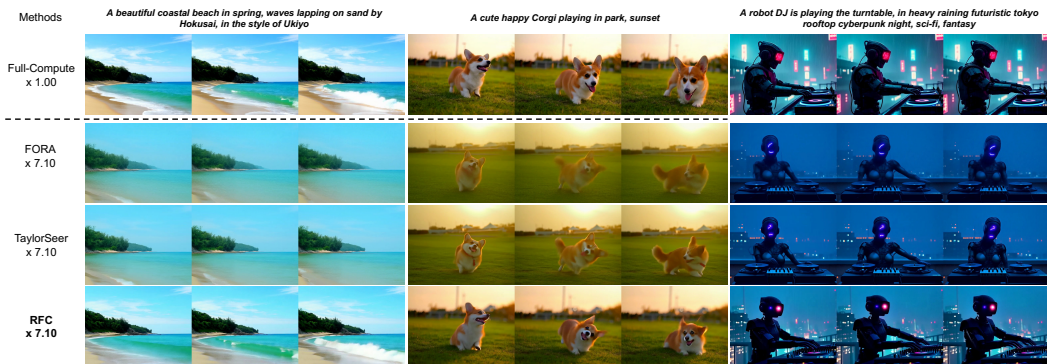 Methods
A beautiful coastal beach in spring, waves lapping on sand by
Hokusai, in the style of Ukiyo
A cute happy Corgi playing in park, sunset
A robot DJ is playing the turntable, in heavy raining futuristic tokyo
rooftop cyberpunk night, sci-fi, fantasy
Full-Compute
x 1.00
FORA
x 7.10
TaylorSeer
x 7.10
RFC
x 7.10